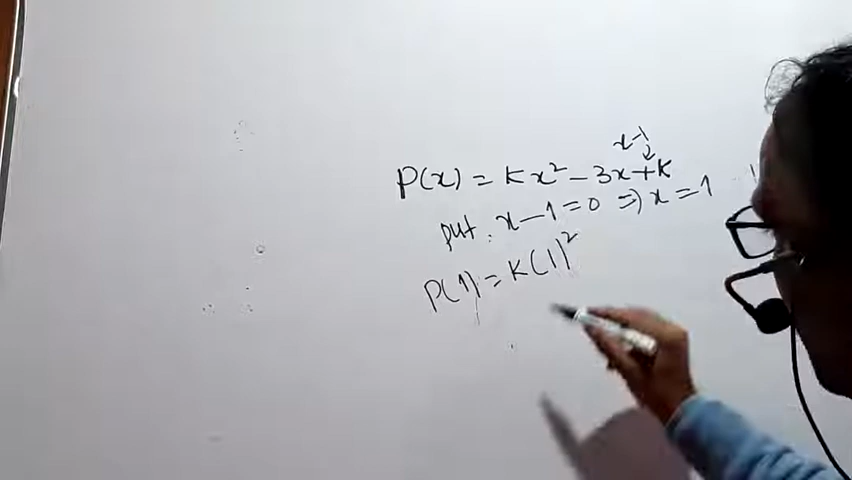 x-1
P(x) = Kx² - 3x + K
put . x - 1 = 0 ⇒ x = 1
P(1) = K(1)²